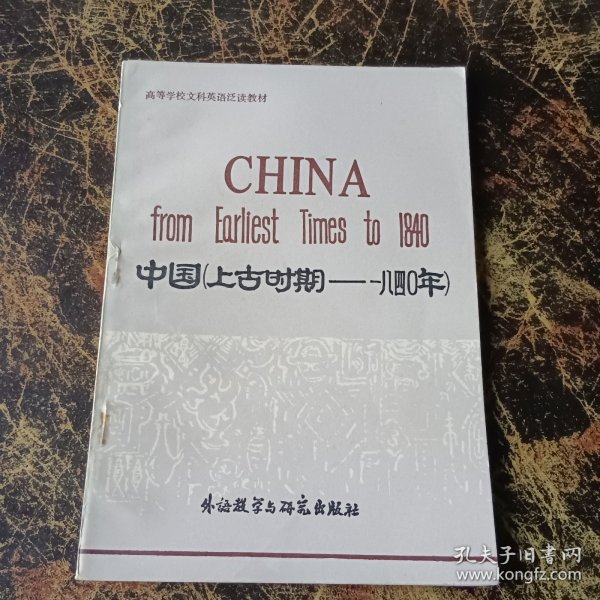 高等学校文科英语泛读教材
CHINA
from Earliest Times to 1840
中国(上古时期——一八四〇年)
外语教学与研究出版社
孔夫子旧书网
www.kongfz.com